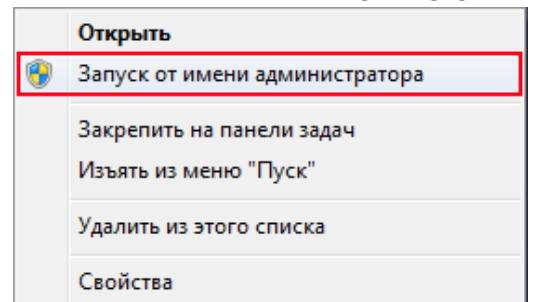 Открыть
Запуск от имени администратора
Закрепить на панели задач
Изъять из меню "Пуск"
Удалить из этого списка
Свойства